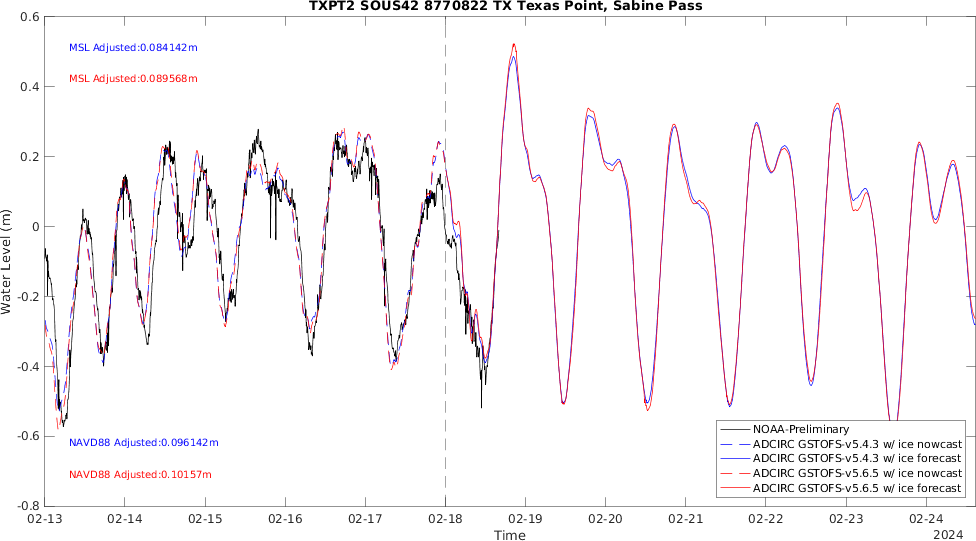 TXPT2 SOUS42 8770822 TX Texas Point, Sabine Pass
0.6
MSL Adjusted:0.084142m
0.4
MSL Adjusted:0.089568m
0.2
0
Water Level (m)
-0.2
-0.4
-0.6
NAVD88 Adjusted:0.096142m
NAVD88 Adjusted:0.10157m
-0.8
NOAA-Preliminary
ADCIRC GSTOFS-v5.4.3 w/ ice nowcast
ADCIRC GSTOFS-v5.4.3 w/ ice forecast
ADCIRC GSTOFS-v5.6.5 w/ ice nowcast
ADCIRC GSTOFS-v5.6.5 w/ ice forecast
02-13 02-14 02-15 02-16 02-17 02-18 02-19 02-20 02-21 02-22 02-23 02-24
Time
2024